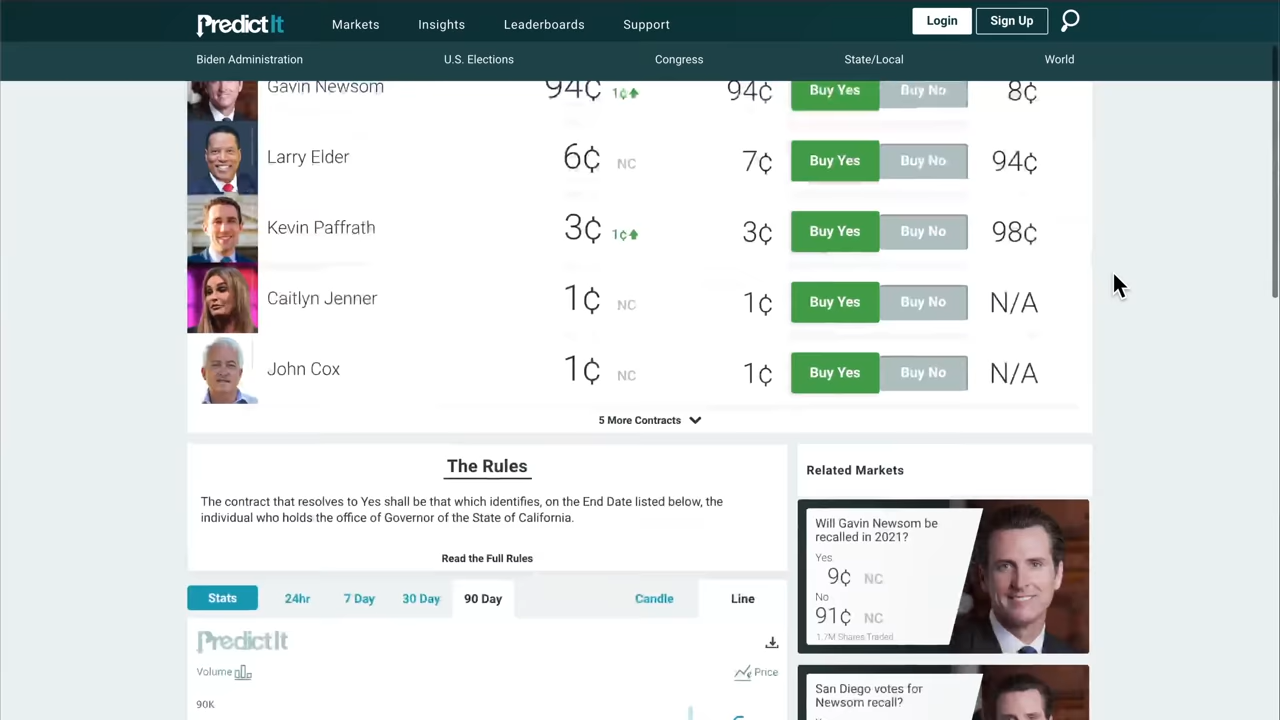 PredictIt Markets Insights Leaderboards Support Login Sign Up
Biden Administration U.S. Elections Congress State/Local World
Gavin Newsom 94¢ 1¢ 94¢ Buy Yes Buy No 8¢
Larry Elder 6¢ NC 7¢ Buy Yes Buy No 94¢
Kevin Paffrath 3¢ 1¢ 3¢ Buy Yes Buy No 98¢
Caitlyn Jenner 1¢ NC 1¢ Buy Yes Buy No N/A
John Cox 1¢ NC 1¢ Buy Yes Buy No N/A
5 More Contracts
The Rules
The contract that resolves to Yes shall be that which identifies, on the End Date listed below, the
individual who holds the office of Governor of the State of California.
Read the Full Rules
Stats 24hr 7 Day 30 Day 90 Day Candle Line
PredictIt
Volume Price
90K
Related Markets
Will Gavin Newsom be
recalled in 2021?
Yes
9¢ NC
No
91¢ NC
1.7M Shares Traded
San Diego votes for
Newsom recall?